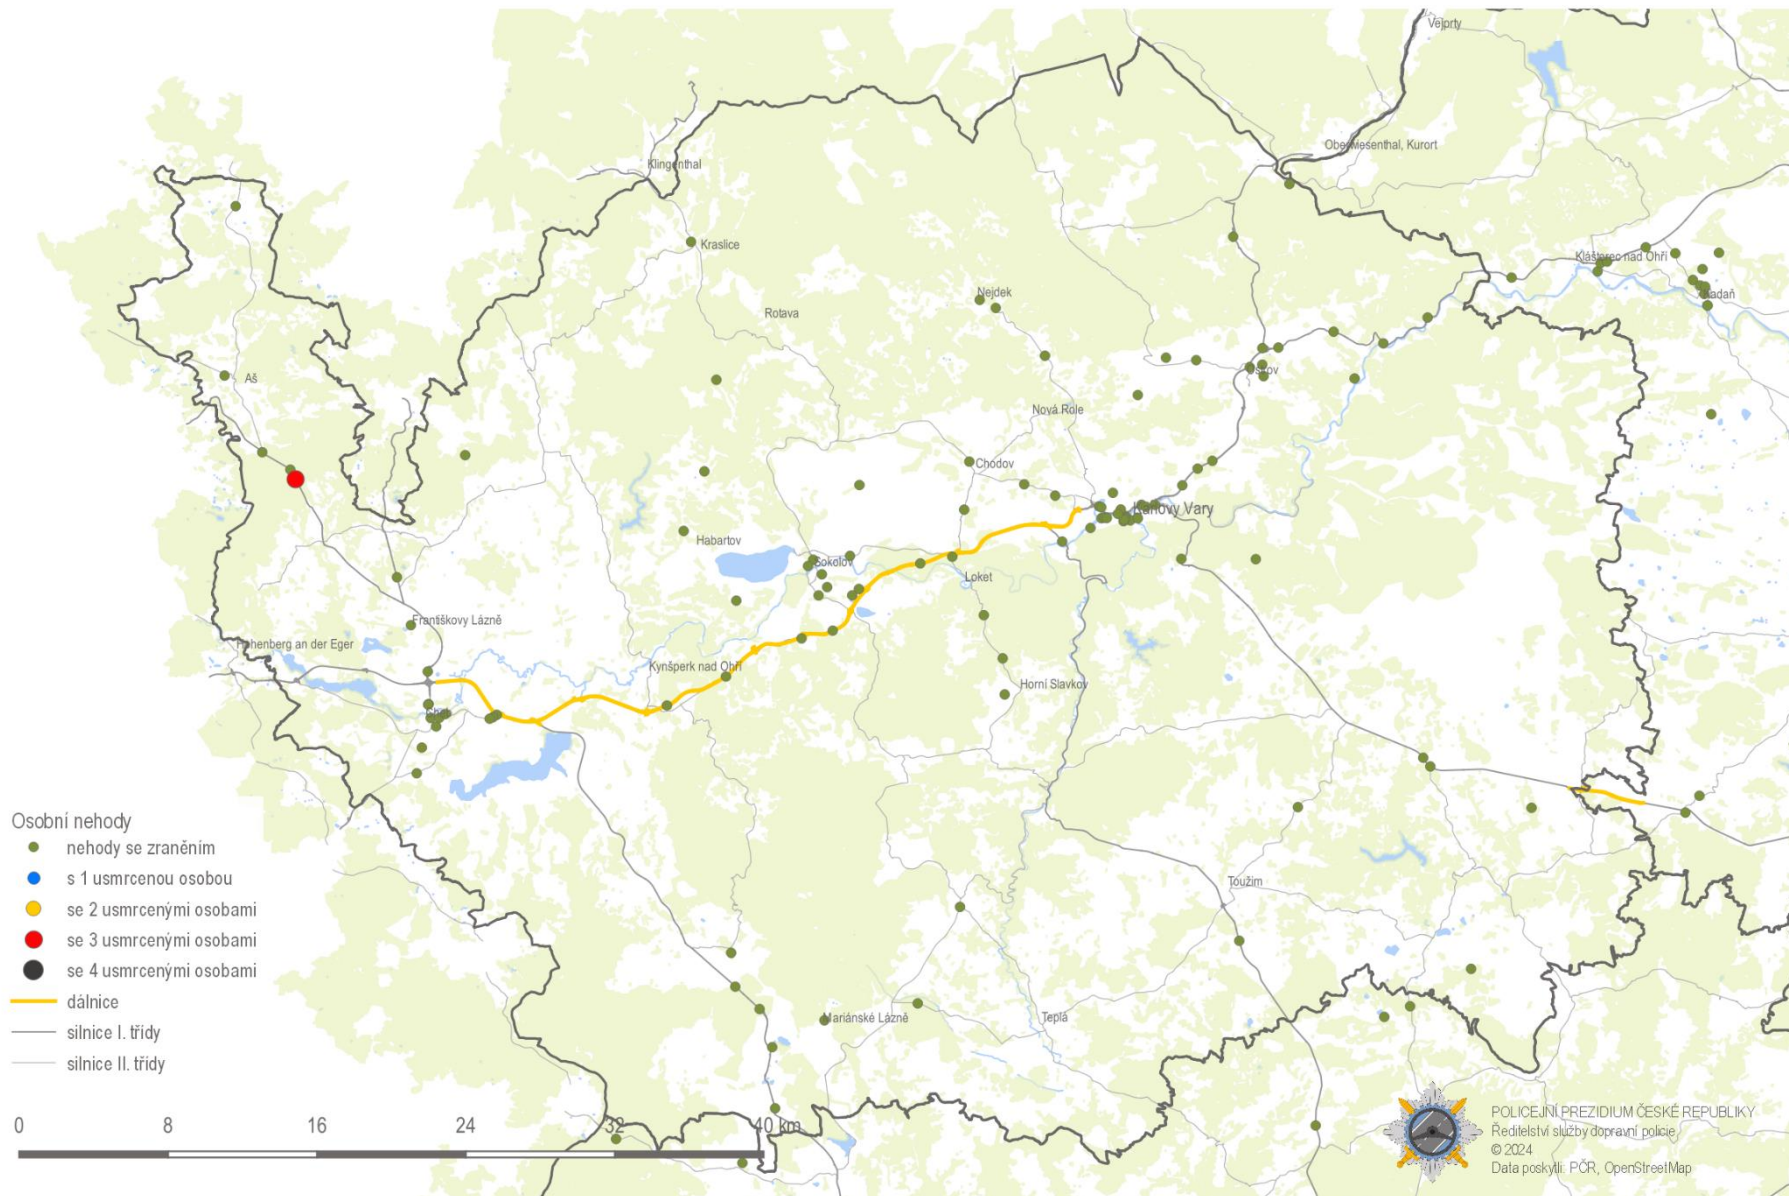 Vejprty
Oberwiesenthal, Kurort
Klingenthal
Kraslice
Klášterec nad Ohří
Kadaň
Nejdek
Rotava
Aš
Ostrov
Nová Role
Chodov
Karlovy Vary
Habartov
Sokolov
Loket
Františkovy Lázně
Hohenberg an der Eger
Kynšperk nad Ohří
Horní Slavkov
Cheb
Osobní nehody
nehody se zraněním
s 1 usmrcenou osobou
se 2 usmrcenými osobami
se 3 usmrcenými osobami
se 4 usmrcenými osobami
dálnice
silnice I. třídy
silnice II. třídy
Toužim
Mariánské Lázně
Teplá
0 8 16 24 32 40 km
POLICEJNÍ PREZIDIUM ČESKÉ REPUBLIKY
Ředitelství služby dopravní policie
© 2024
Data poskytli: PČR, OpenStreetMap